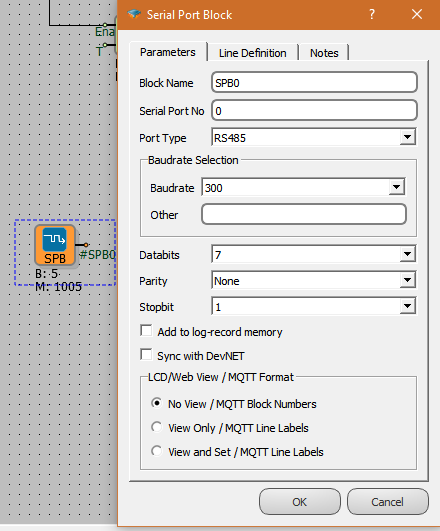 Serial Port Block
?
Parameters
Line Definition
Notes
Block Name
SPB0
Serial Port No
0
Port Type
RS485
Baudrate Selection
Baudrate
300
Other
Databits
7
Parity
None
Stopbit
1
Add to log-record memory
Sync with DevNET
LCD/Web View / MQTT Format
No View / MQTT Block Numbers
View Only / MQTT Line Labels
View and Set / MQTT Line Labels
OK
Cancel
Ena
T
SPB
#SPB0
B: 5
M: 1005